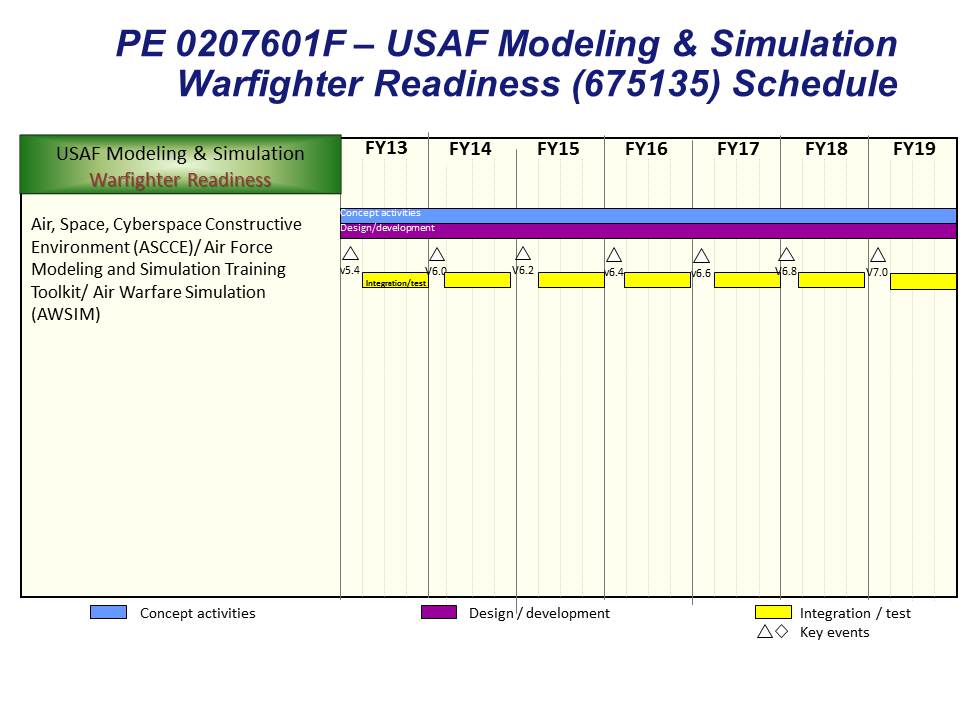 PE 0207601F – USAF Modeling & Simulation
Warfighter Readiness (675135) Schedule
USAF Modeling & Simulation
Warfighter Readiness
FY13 FY14 FY15 FY16 FY17 FY18 FY19
Air, Space, Cyberspace Constructive
Environment (ASCCE)/ Air Force
Modeling and Simulation Training
Toolkit/ Air Warfare Simulation
(AWSIM)
Concept activities
Design/development
v5.4 V6.0 V6.2 v6.4 v6.6 V6.8 V7.0
Integration/test
Concept activities
Design / development
Integration / test
Key events